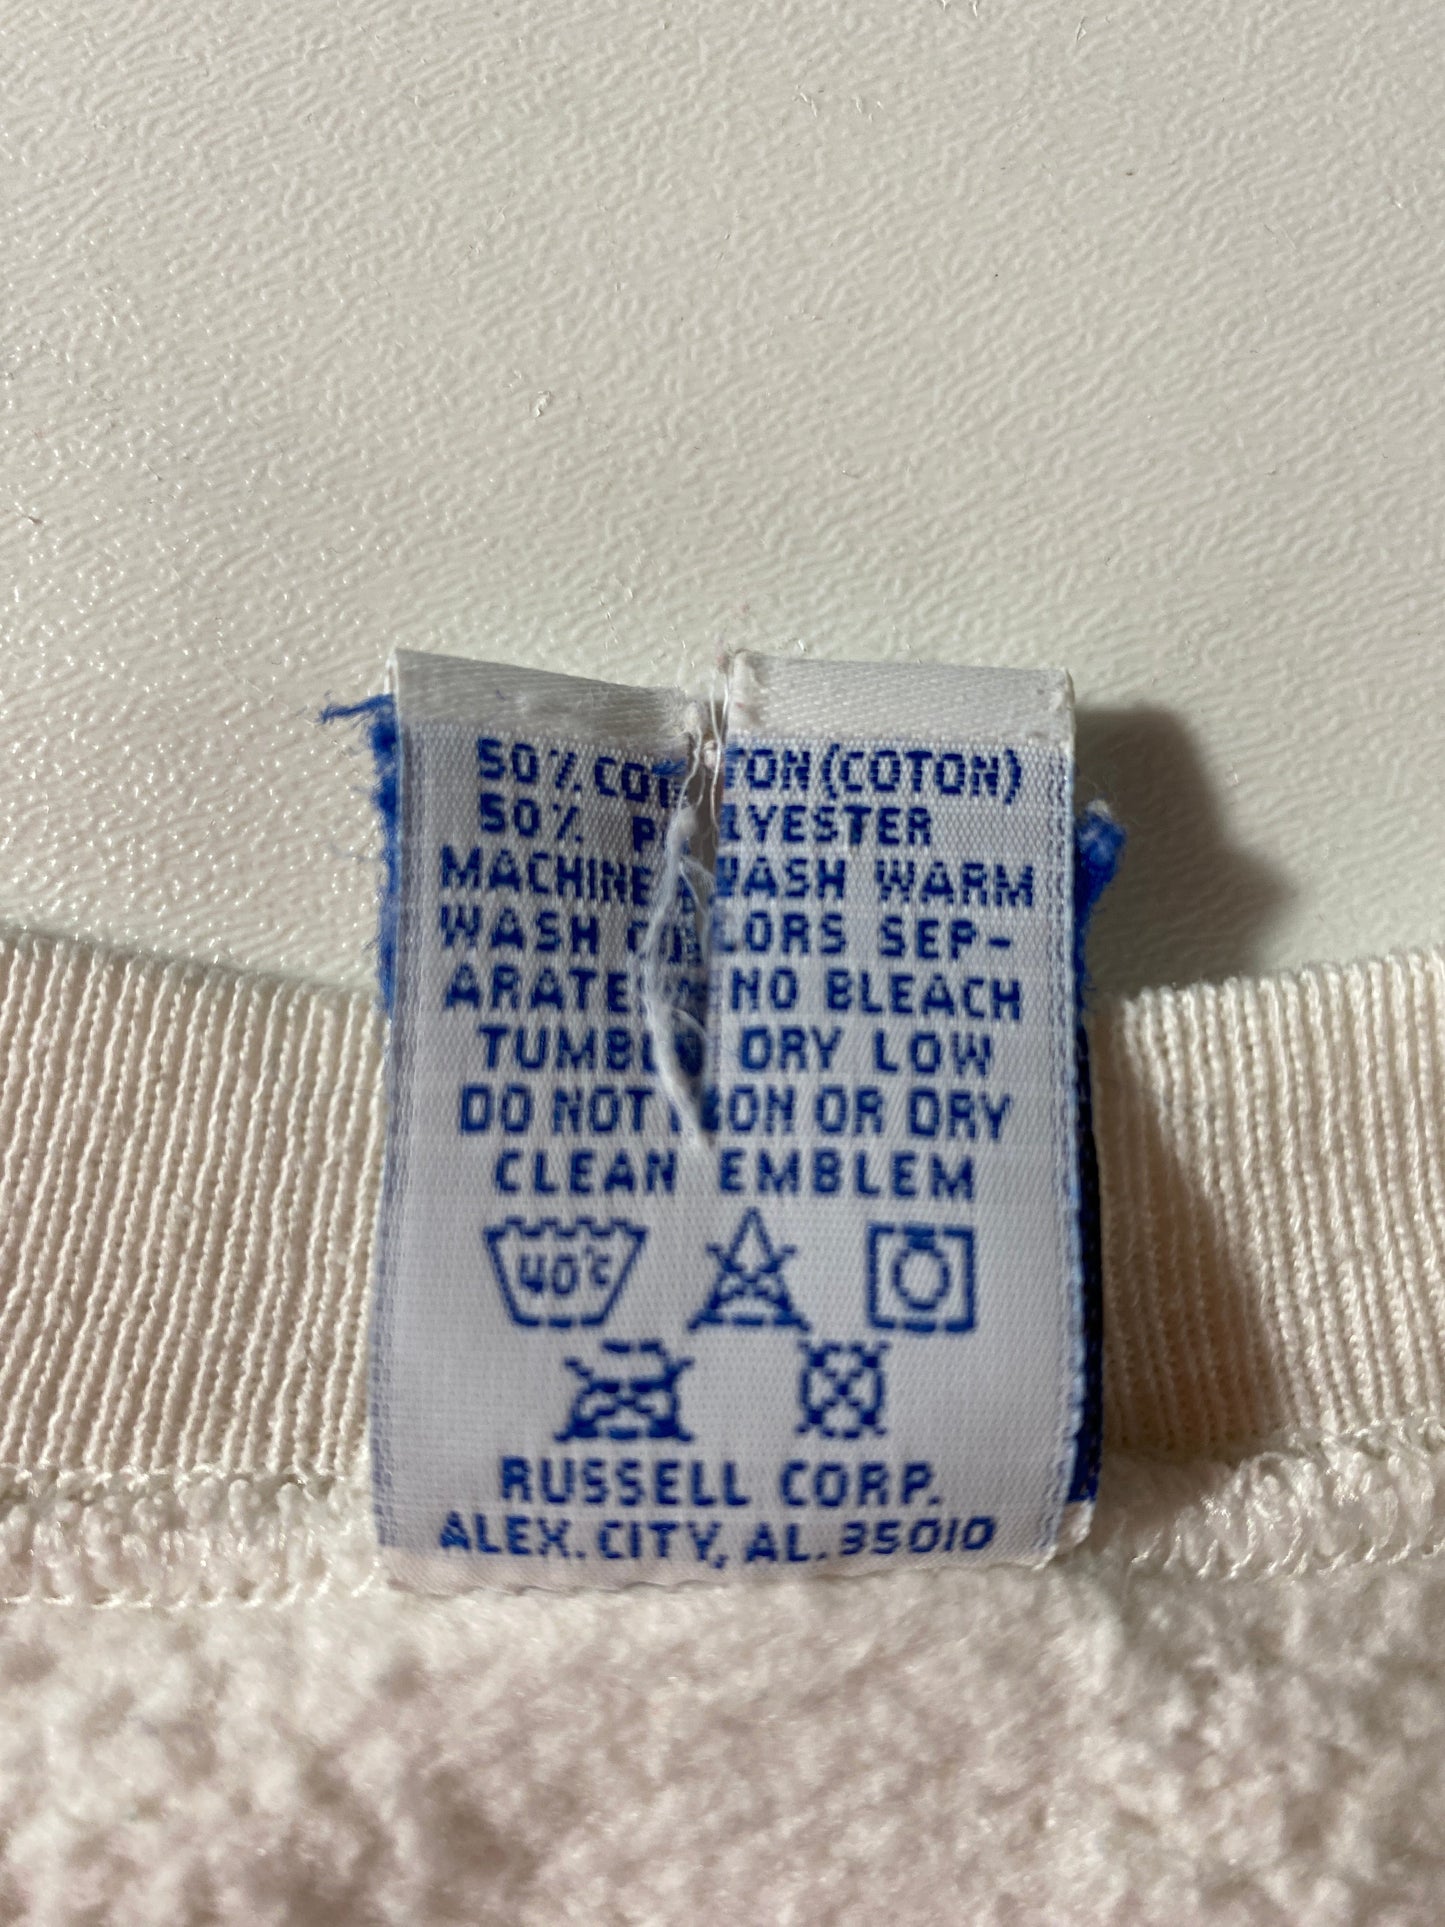 50% COTTON (COTON)
50% POLYESTER
MACHINE WASH WARM
WASH COLORS SEP-
ARATELY NO BLEACH
TUMBLE DRY LOW
DO NOT IRON OR DRY
CLEAN EMBLEM
40°C
RUSSELL CORP.
ALEX. CITY, AL. 35010